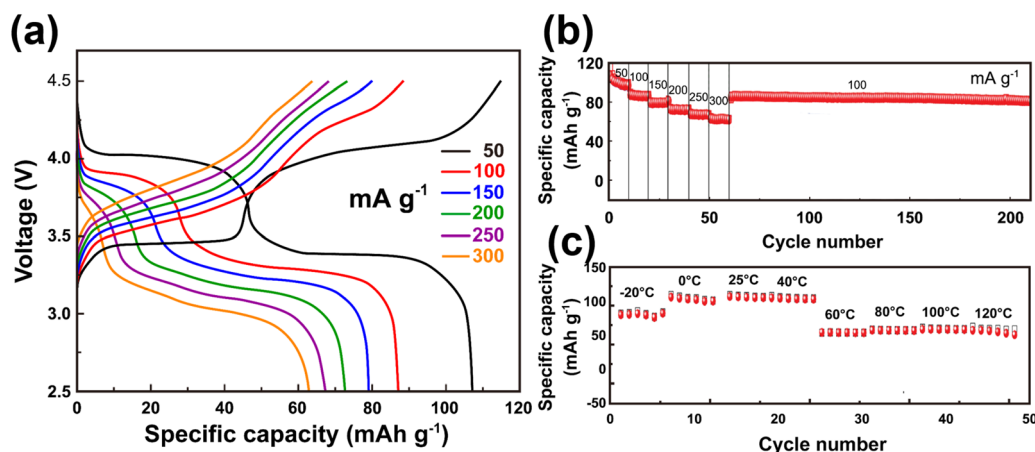 (a)
Voltage (V)
4.5
4.0
3.5
3.0
2.5
0 20 40 60 80 100 120
Specific capacity (mAh g-1)
mA g-1
50
100
150
200
250
300
(b)
Specific capacity
(mAh g-1)
120
80
40
0
50 100 150 200 250 300 100 mA g-1
0 50 100 150 200
Cycle number
(c)
Specific capacity
(mAh g-1)
150
100
50
0
-50
-20°C 0°C 25°C 40°C 60°C 80°C 100°C 120°C
0 10 20 30 40 50
Cycle number